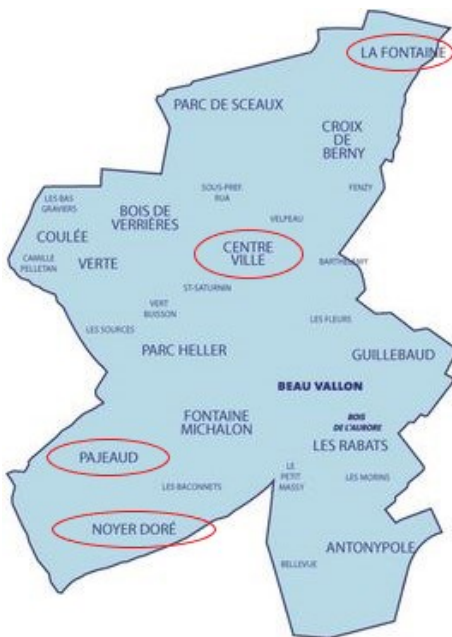 LA FONTAINE
PARC DE SCEAUX
CROIX
DE
BERNY
SOUS-PREF.
RUA
FENZY
LES BAS
GRAVIERS
BOIS DE
VERRIÈRES
VELPEAU
COULÉE
VERTE
CAMILLE
PELLETAN
CENTRE
VILLE
BARTHELEMY
ST-SATURNIN
VERT
BUISSON
LES SOURCES
LES FLEURS
PARC HELLER
GUILLEBAUD
BEAU VALLON
FONTAINE
MICHALON
BOIS
DE L'AURORE
LES RABATS
PAJEAUD
LE
PETIT
MASSY
LES MORINS
LES BACONNETS
NOYER DORÉ
ANTONYPOLE
BELLEVUE